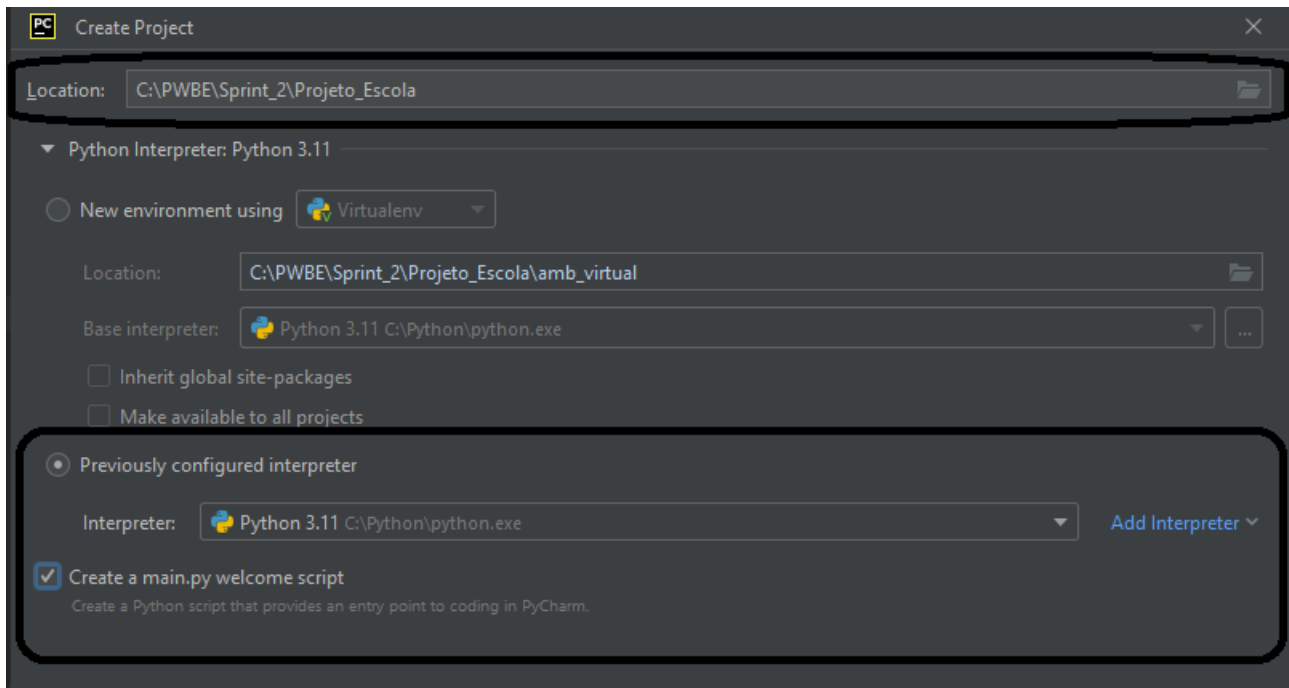 PC Create Project
Location: C:\PWBE\Sprint_2\Projeto_Escola
Python Interpreter: Python 3.11
New environment using Virtualenv
Location: C:\PWBE\Sprint_2\Projeto_Escola\amb_virtual
Base interpreter: Python 3.11 C:\Python\python.exe ...
Inherit global site-packages
Make available to all projects
Previously configured interpreter
Interpreter: Python 3.11 C:\Python\python.exe Add Interpreter
Create a main.py welcome script
Create a Python script that provides an entry point to coding in PyCharm.